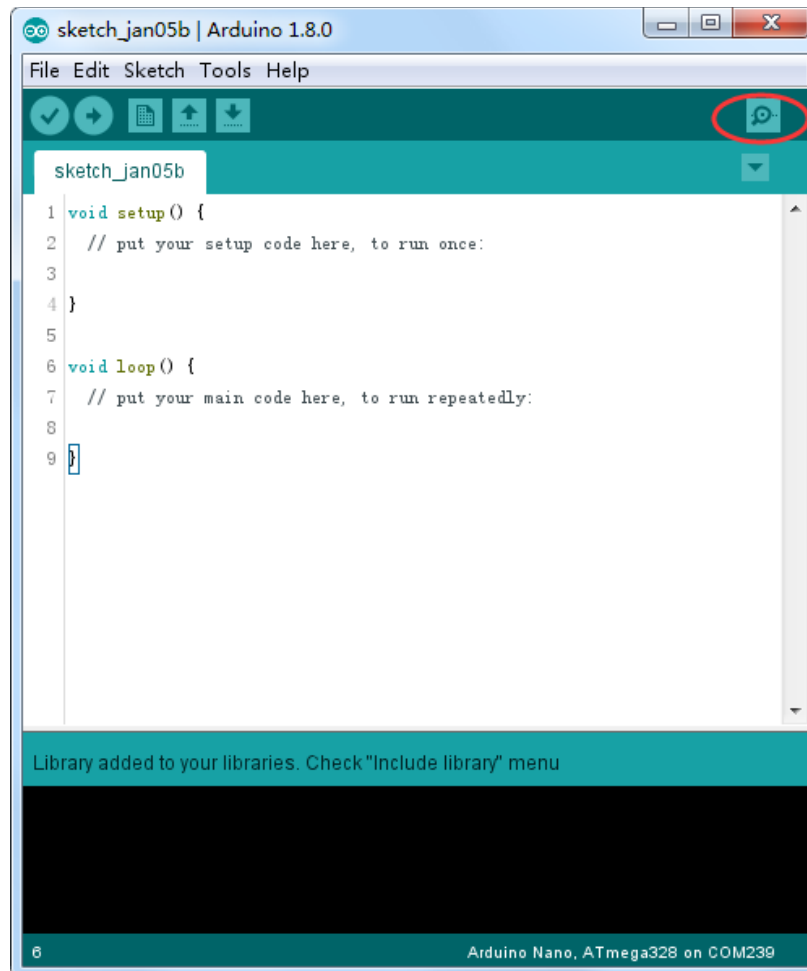 sketch_jan05b | Arduino 1.8.0
File Edit Sketch Tools Help
sketch_jan05b
1 void setup() {
2 // put your setup code here, to run once:
3
4 }
5
6 void loop() {
7 // put your main code here, to run repeatedly:
8
9 }
Library added to your libraries. Check "Include library" menu
6 Arduino Nano, ATmega328 on COM239